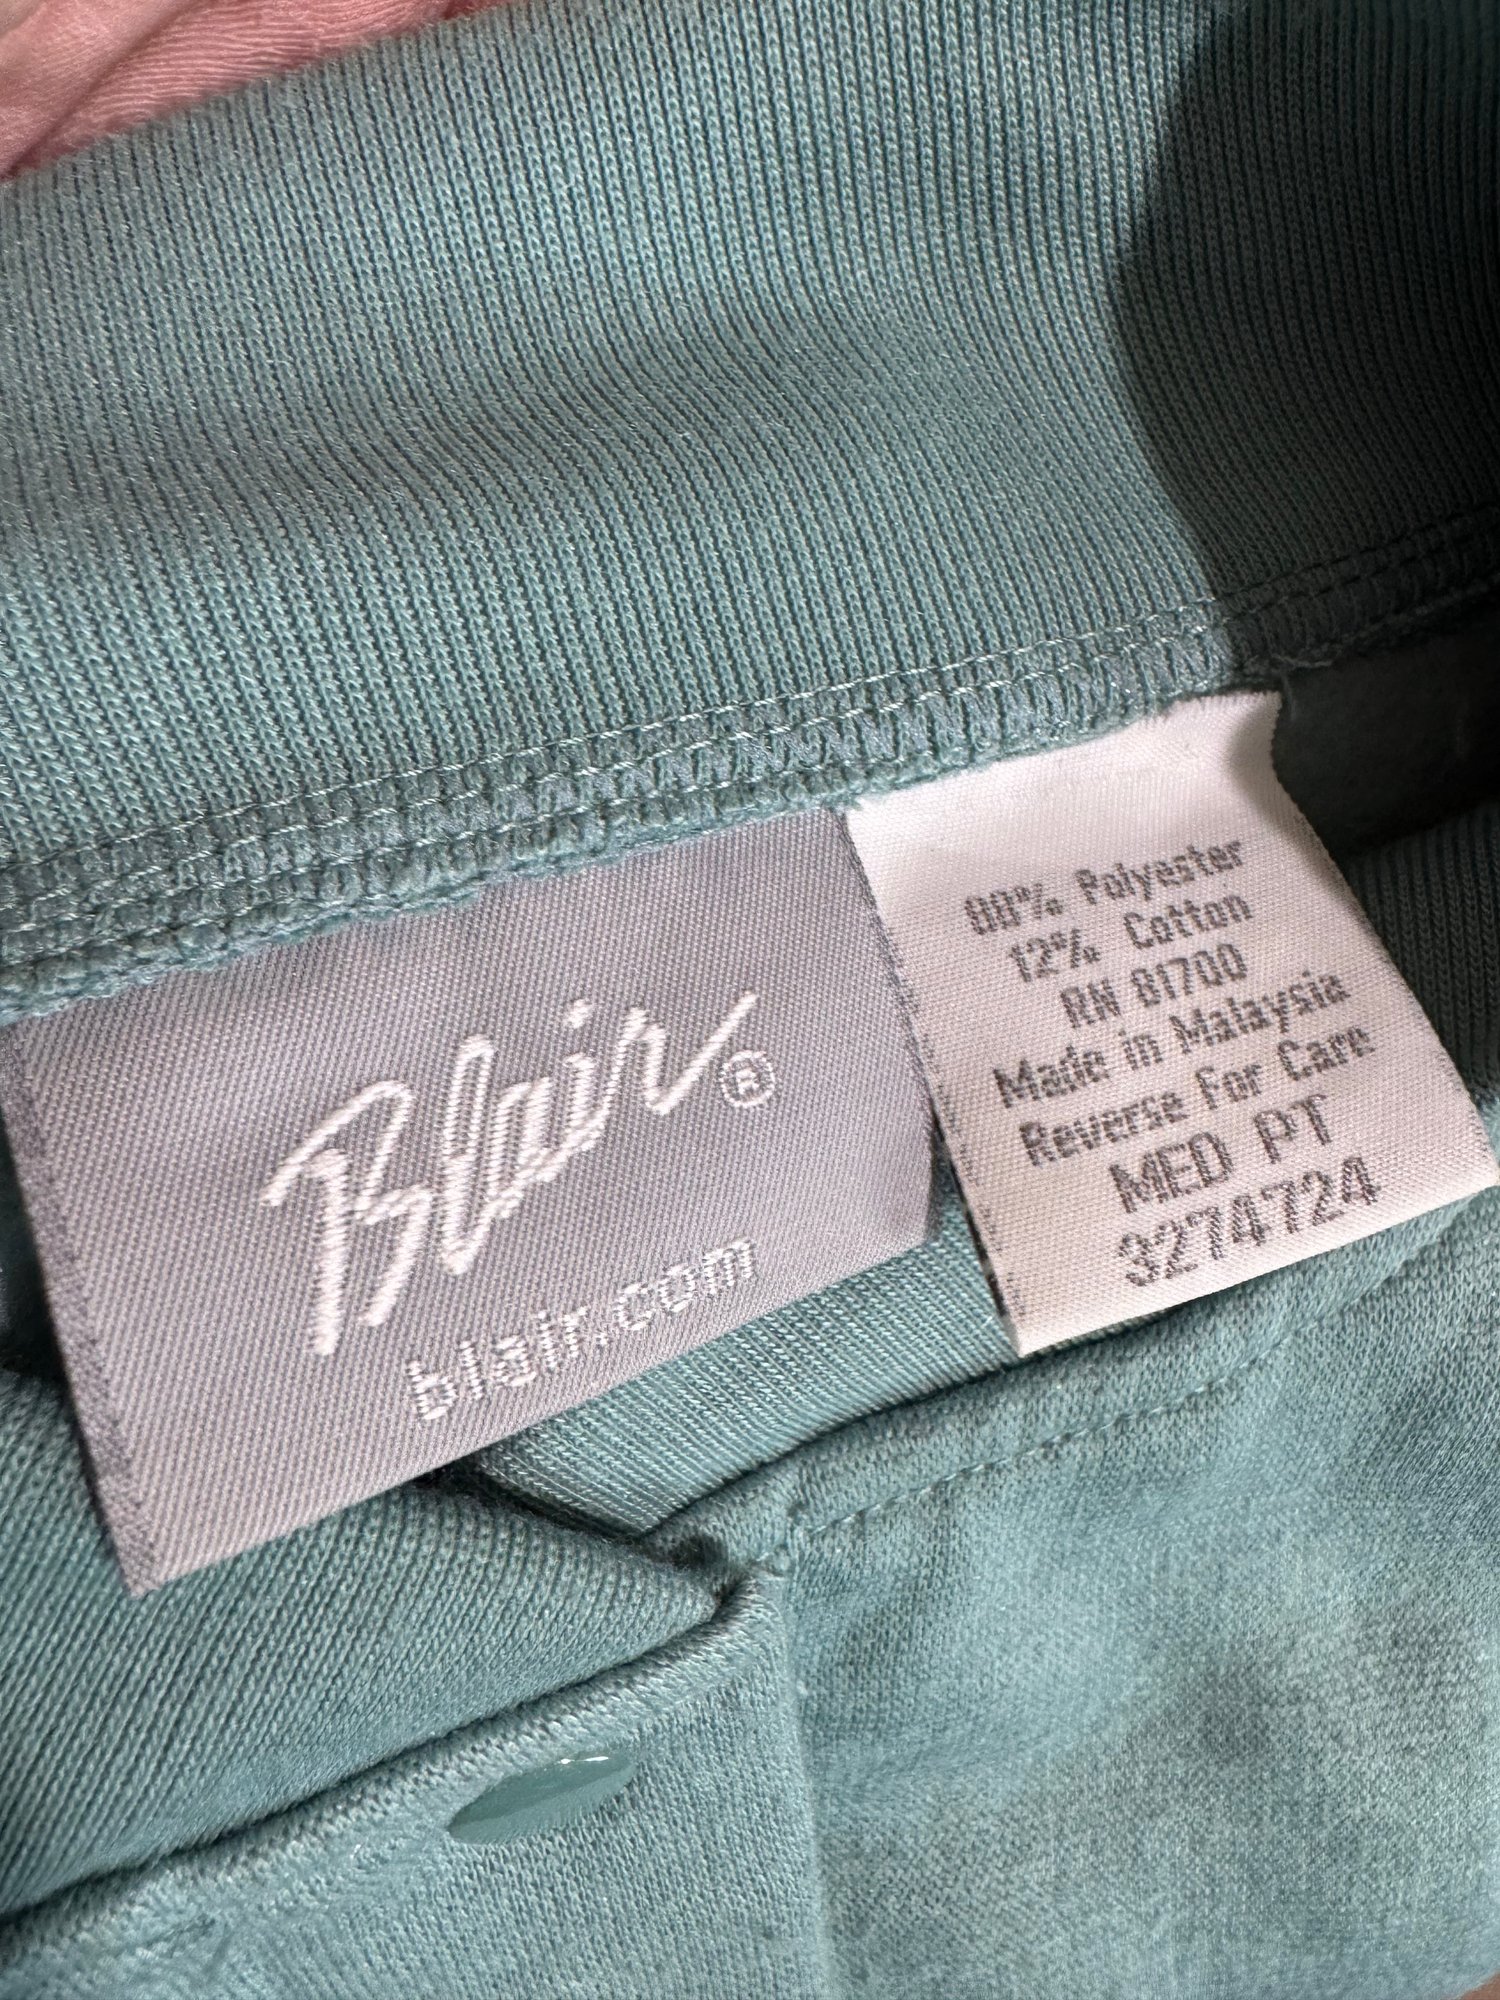 Blair®
blair.com
88% Polyester
12% Cotton
RN 81700
Made in Malaysia
Reverse For Care
MED PT
3274724